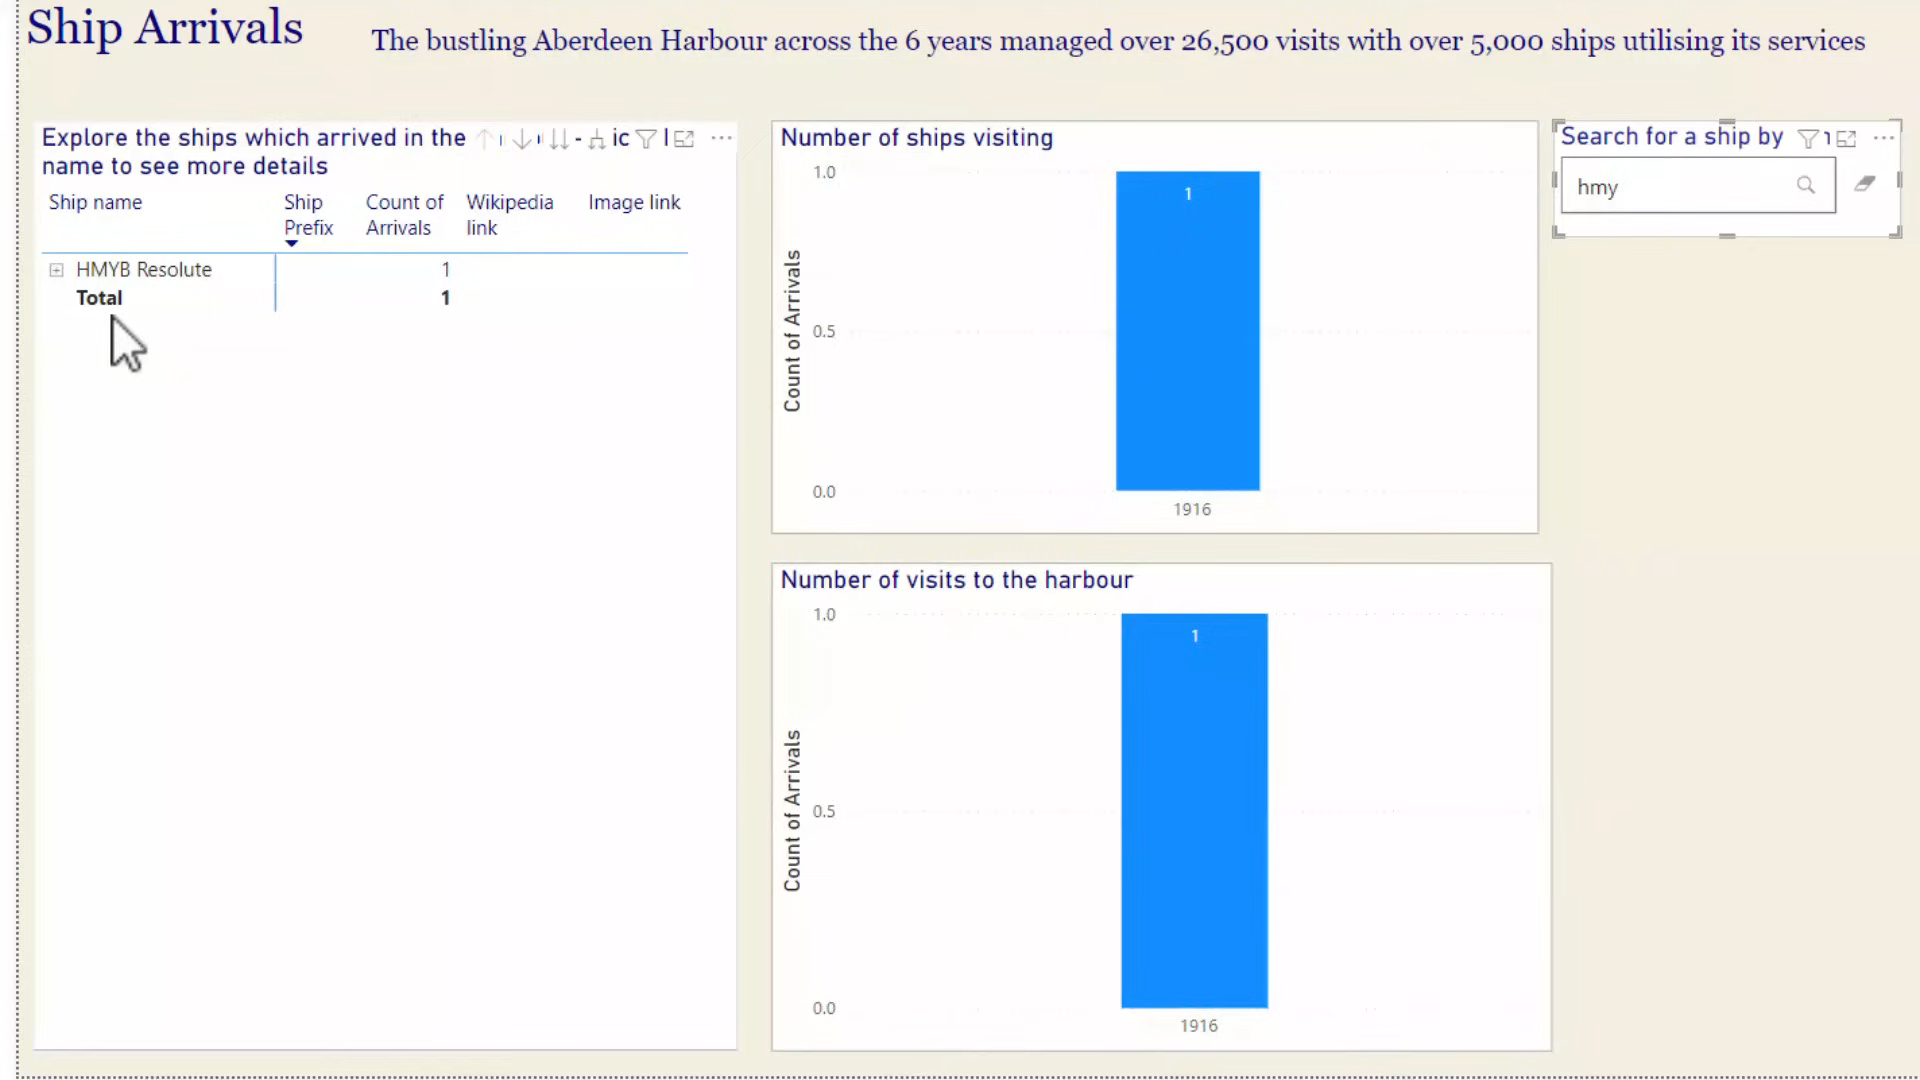 Ship Arrivals
The bustling Aberdeen Harbour across the 6 years managed over 26,500 visits with over 5,000 ships utilising its services
Explore the ships which arrived in the
name to see more details
Ship name
Ship
Prefix
Count of
Arrivals
Wikipedia
link
Image link
HMYB Resolute 1
Total 1
Number of ships visiting
Count of Arrivals
1.0
0.5
0.0
1
1916
Number of visits to the harbour
Count of Arrivals
1.0
0.5
0.0
1
1916
Search for a ship by
hmy